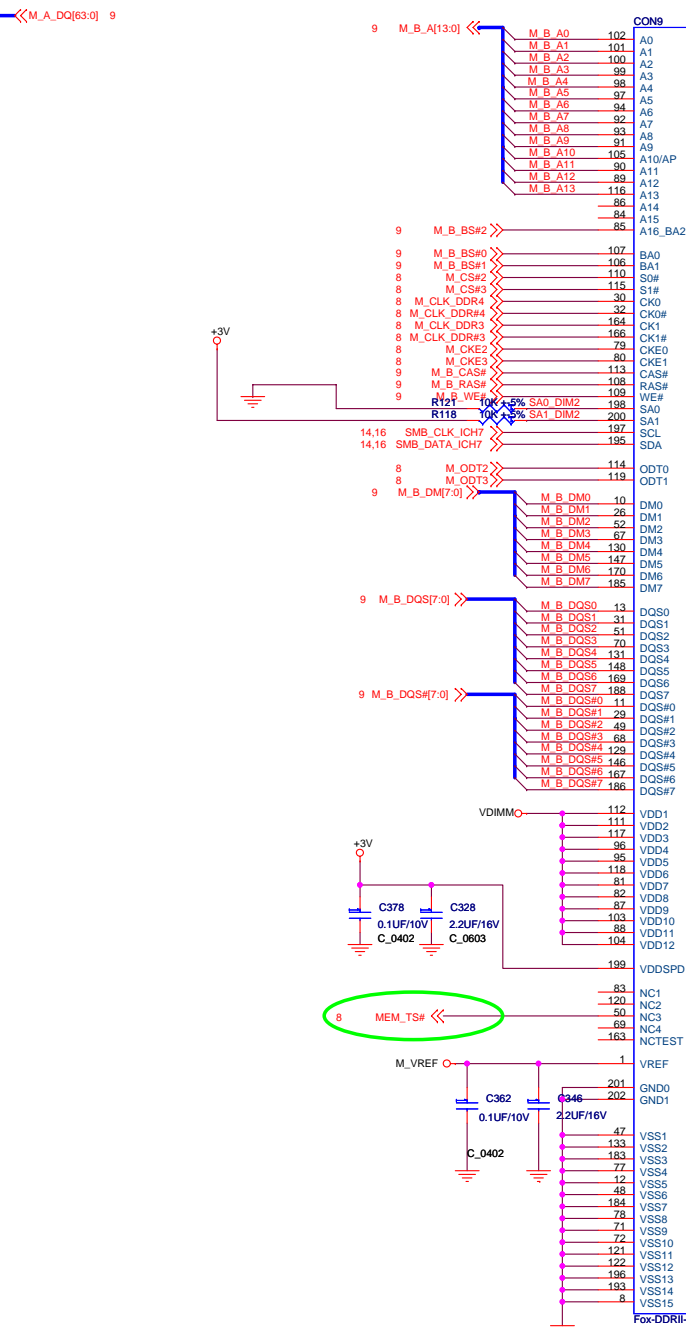 M_A_DQ[63:0] 9
CON9
9 M_B_A[13:0]
M_B_A0 102 A0
M_B_A1 101 A1
M_B_A2 100 A2
M_B_A3 99 A3
M_B_A4 98 A4
M_B_A5 97 A5
M_B_A6 94 A6
M_B_A7 92 A7
M_B_A8 93 A8
M_B_A9 91 A9
M_B_A10 105 A10/AP
M_B_A11 90 A11
M_B_A12 89 A12
M_B_A13 116 A13
86 A14
84 A15
9 M_B_BS#2 85 A16_BA2
9 M_B_BS#0 107 BA0
9 M_B_BS#1 106 BA1
8 M_CS#2 110 S0#
8 M_CS#3 115 S1#
8 M_CLK_DDR4 30 CK0
8 M_CLK_DDR#4 32 CK0#
8 M_CLK_DDR3 164 CK1
8 M_CLK_DDR#3 166 CK1#
8 M_CKE2 79 CKE0
8 M_CKE3 80 CKE1
9 M_B_CAS# 113 CAS#
9 M_B_RAS# 108 RAS#
9 M_B_WE# 109 WE#
+3V
R121 10K +-5% SA0_DIM2 198 SA0
R118 10K +-5% SA1_DIM2 200 SA1
14,16 SMB_CLK_ICH7 197 SCL
14,16 SMB_DATA_ICH7 195 SDA
8 M_ODT2 114 ODT0
8 M_ODT3 119 ODT1
9 M_B_DM[7:0]
M_B_DM0 10 DM0
M_B_DM1 26 DM1
M_B_DM2 52 DM2
M_B_DM3 67 DM3
M_B_DM4 130 DM4
M_B_DM5 147 DM5
M_B_DM6 170 DM6
M_B_DM7 185 DM7
9 M_B_DQS[7:0]
M_B_DQS0 13 DQS0
M_B_DQS1 31 DQS1
M_B_DQS2 51 DQS2
M_B_DQS3 70 DQS3
M_B_DQS4 131 DQS4
M_B_DQS5 148 DQS5
M_B_DQS6 169 DQS6
M_B_DQS7 188 DQS7
9 M_B_DQS#[7:0]
M_B_DQS#0 11 DQS#0
M_B_DQS#1 29 DQS#1
M_B_DQS#2 49 DQS#2
M_B_DQS#3 68 DQS#3
M_B_DQS#4 129 DQS#4
M_B_DQS#5 146 DQS#5
M_B_DQS#6 167 DQS#6
M_B_DQS#7 186 DQS#7
VDIMM 112 VDD1
111 VDD2
117 VDD3
96 VDD4
95 VDD5
118 VDD6
81 VDD7
82 VDD8
87 VDD9
103 VDD10
88 VDD11
104 VDD12
+3V
C378 C328
0.1UF/10V 2.2UF/16V
C_0402 C_0603
199 VDDSPD
83 NC1
120 NC2
8 MEM_TS# 50 NC3
69 NC4
163 NCTEST
M_VREF 1 VREF
201 GND0
202 GND1
C362 C346
0.1UF/10V 2.2UF/16V
C_0402
47 VSS1
133 VSS2
183 VSS3
77 VSS4
12 VSS5
48 VSS6
184 VSS7
78 VSS8
71 VSS9
72 VSS10
121 VSS11
122 VSS12
196 VSS13
193 VSS14
8 VSS15
Fox-DDRII-